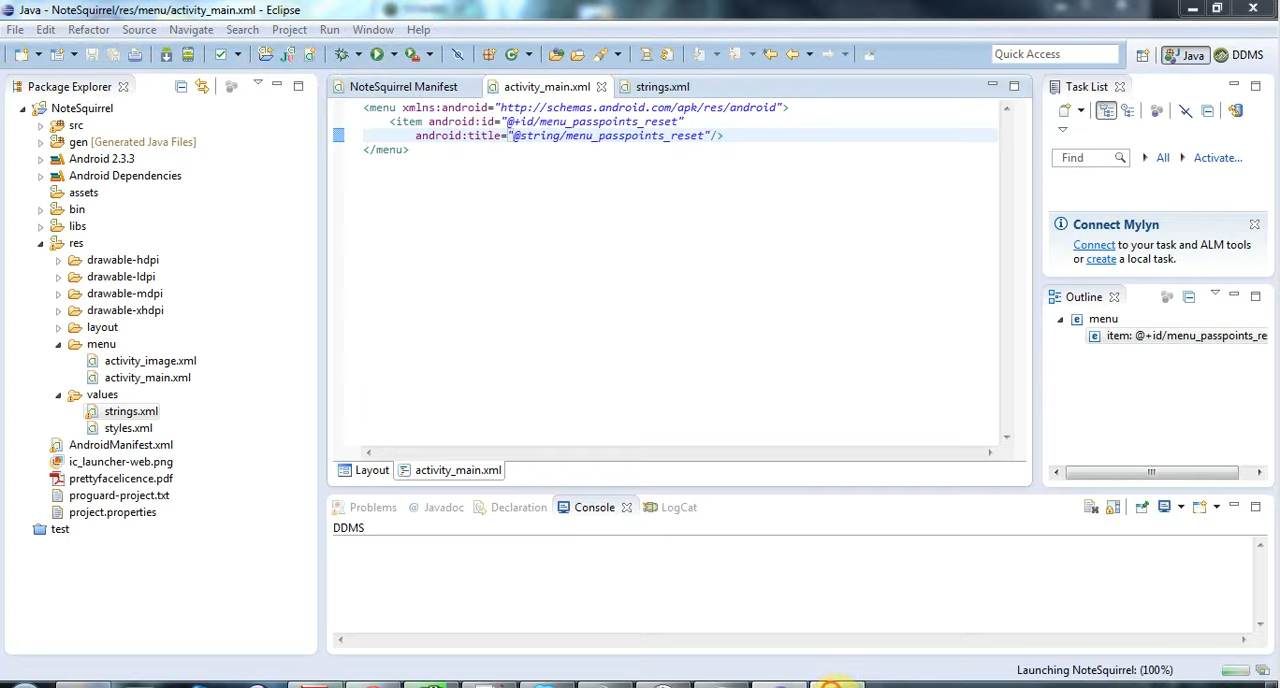 Java - NoteSquirrel/res/menu/activity_main.xml - Eclipse
File Edit Refactor Source Navigate Search Project Run Window Help
Quick Access Java DDMS
Package Explorer
NoteSquirrel
src
gen [Generated Java Files]
Android 2.3.3
Android Dependencies
assets
bin
libs
res
drawable-hdpi
drawable-ldpi
drawable-mdpi
drawable-xhdpi
layout
menu
activity_image.xml
activity_main.xml
values
strings.xml
styles.xml
AndroidManifest.xml
ic_launcher-web.png
prettyfacelicence.pdf
proguard-project.txt
project.properties
test
NoteSquirrel Manifest activity_main.xml strings.xml
<menu xmlns:android="http://schemas.android.com/apk/res/android">
<item android:id="@+id/menu_passpoints_reset"
android:title="@string/menu_passpoints_reset"/>
</menu>
Layout activity_main.xml
Problems @ Javadoc Declaration Console LogCat
DDMS
Task List
Find All Activate...
Connect Mylyn
Connect to your task and ALM tools
or create a local task.
Outline
menu
item: @+id/menu_passpoints_re
Launching NoteSquirrel: (100%)